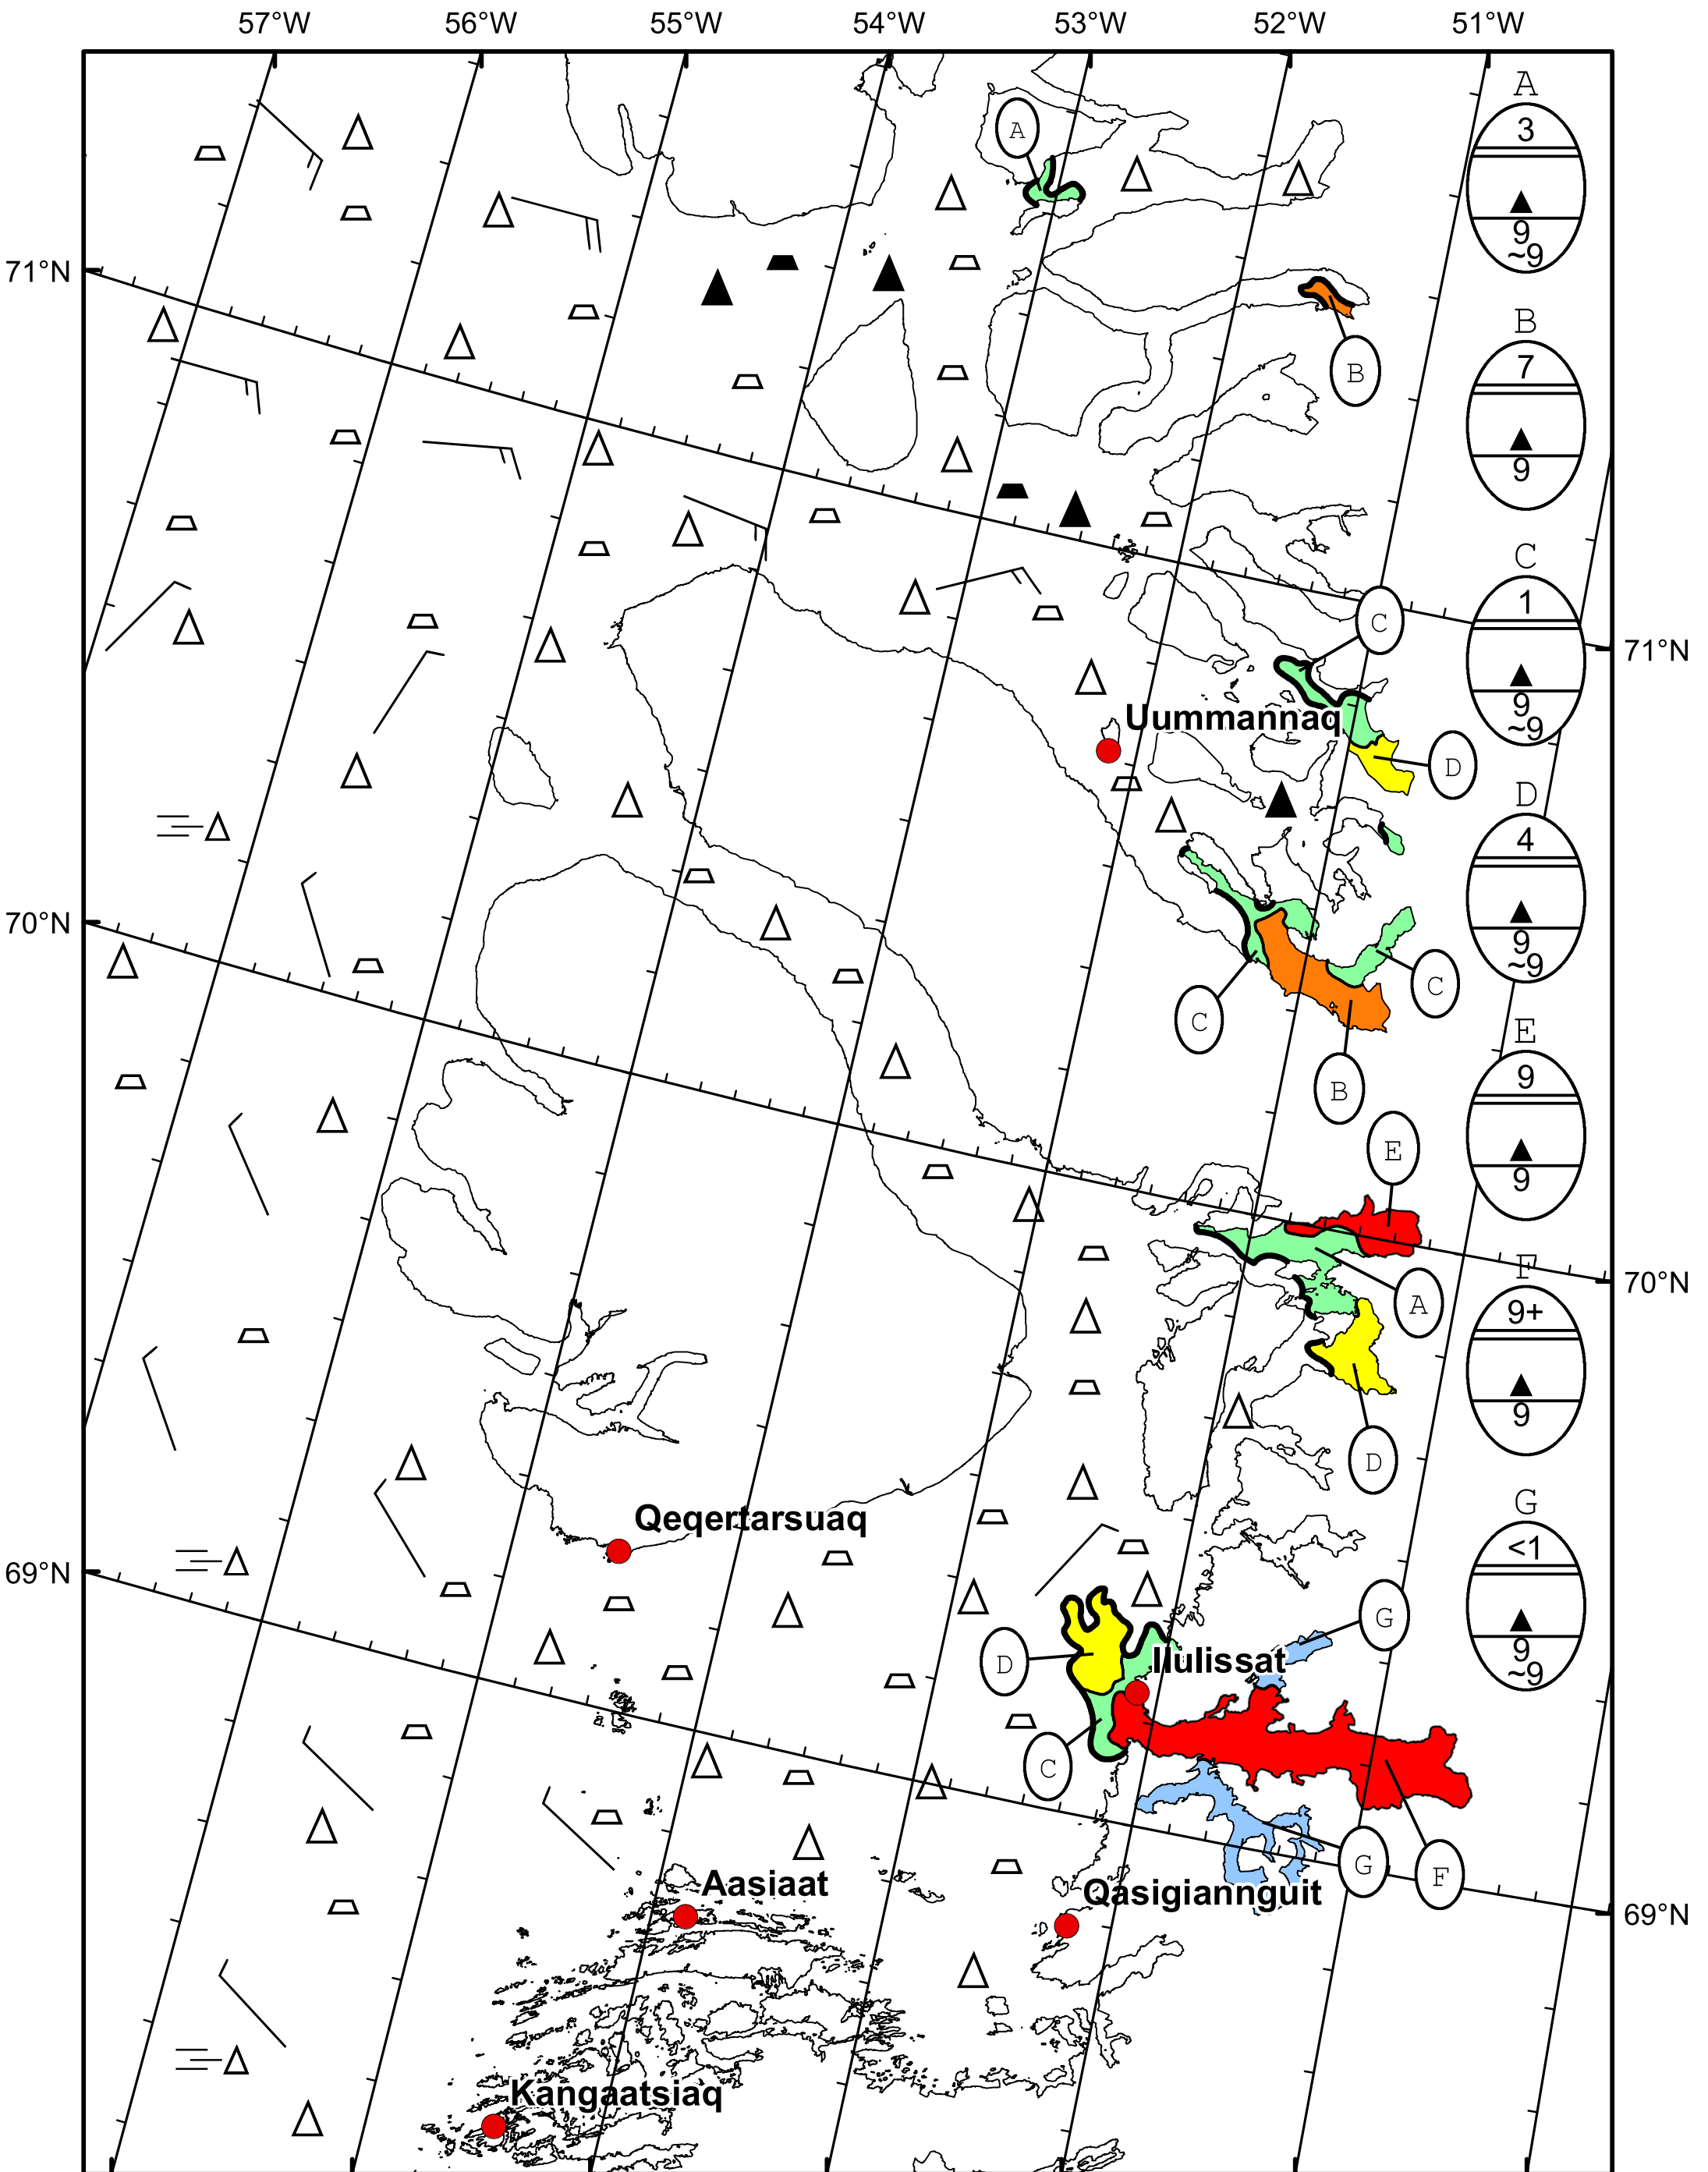 57°W 56°W 55°W 54°W 53°W 52°W 51°W
A
3
9
~9
A
71°N
B
7
9
B
C
1
9
~9
C
71°N
Uummannaq
D
D
4
9
~9
70°N
C
C
B
E
9
9
E
70°N
A
F
9+
9
D
G
<1
9
~9
Qeqertarsuaq
69°N
G
D
Ilulissat
C
G
F
Aasiaat
Qasigiannguit
69°N
Kangaatsiaq